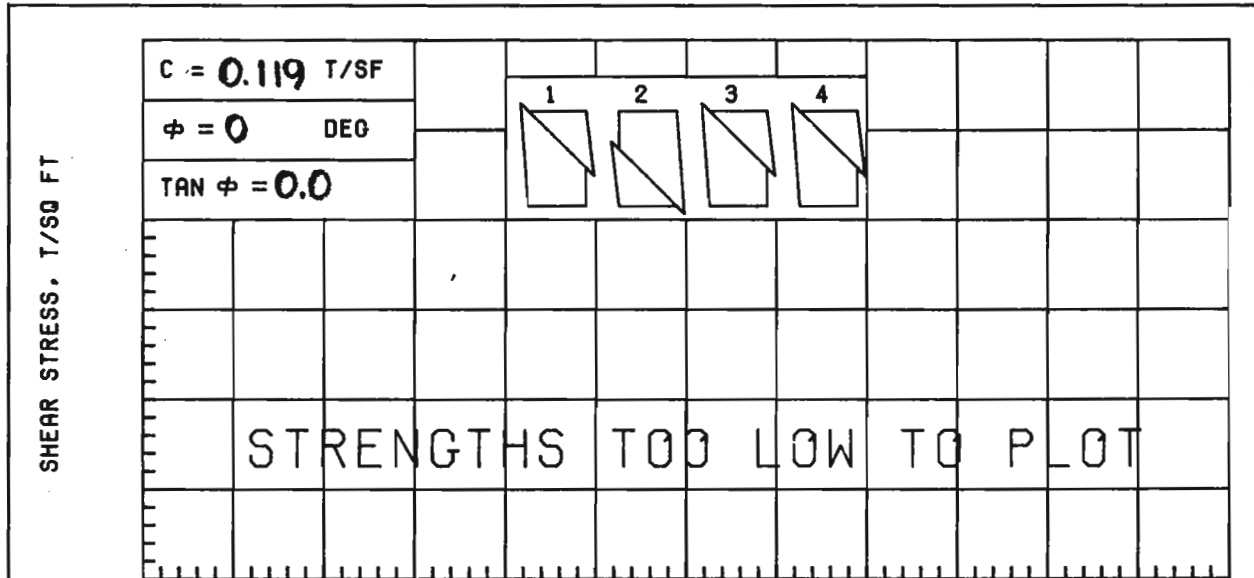 C = 0.119 T/SF
φ = 0 DEG
TAN φ = 0.0
1 2 3 4
SHEAR STRESS, T/SQ FT
STRENGTHS TOO LOW TO PLOT